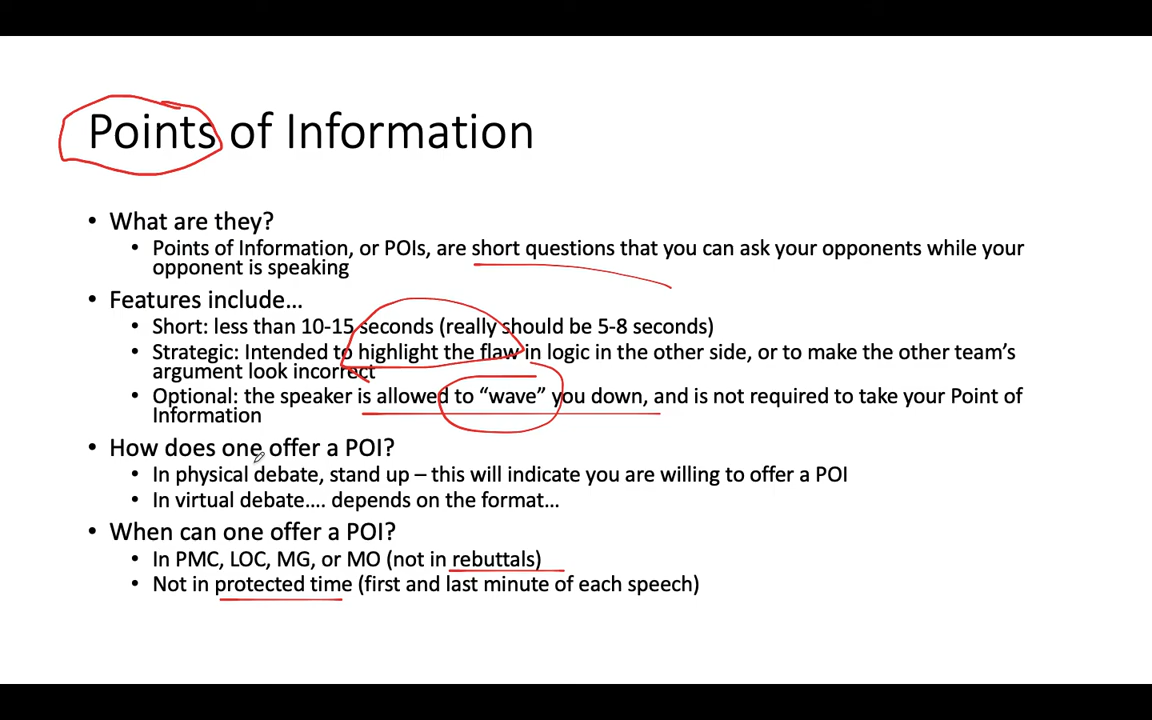 Points of Information
• What are they?
• Points of Information, or POIs, are short questions that you can ask your opponents while your
opponent is speaking
• Features include…
• Short: less than 10-15 seconds (really should be 5-8 seconds)
• Strategic: Intended to highlight the flaw in logic in the other side, or to make the other team’s
argument look incorrect
• Optional: the speaker is allowed to “wave” you down, and is not required to take your Point of
Information
• How does one offer a POI?
• In physical debate, stand up – this will indicate you are willing to offer a POI
• In virtual debate…. depends on the format…
• When can one offer a POI?
• In PMC, LOC, MG, or MO (not in rebuttals)
• Not in protected time (first and last minute of each speech)